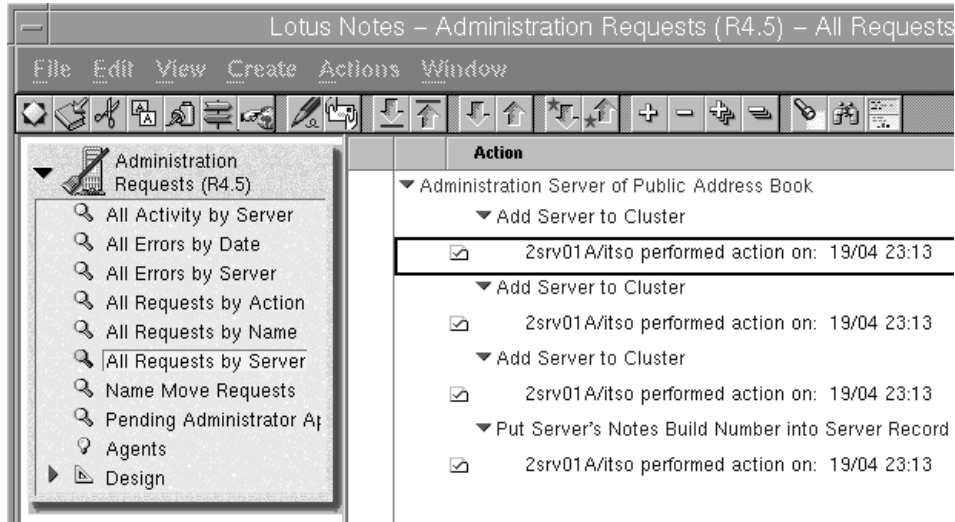 Lotus Notes – Administration Requests (R4.5) – All Requests
File Edit View Create Actions Window
Administration
Requests (R4.5)
All Activity by Server
All Errors by Date
All Errors by Server
All Requests by Action
All Requests by Name
All Requests by Server
Name Move Requests
Pending Administrator Ap
Agents
Design
Action
Administration Server of Public Address Book
Add Server to Cluster
2srv01A/itso performed action on: 19/04 23:13
Add Server to Cluster
2srv01A/itso performed action on: 19/04 23:13
Add Server to Cluster
2srv01A/itso performed action on: 19/04 23:13
Put Server's Notes Build Number into Server Record
2srv01A/itso performed action on: 19/04 23:13